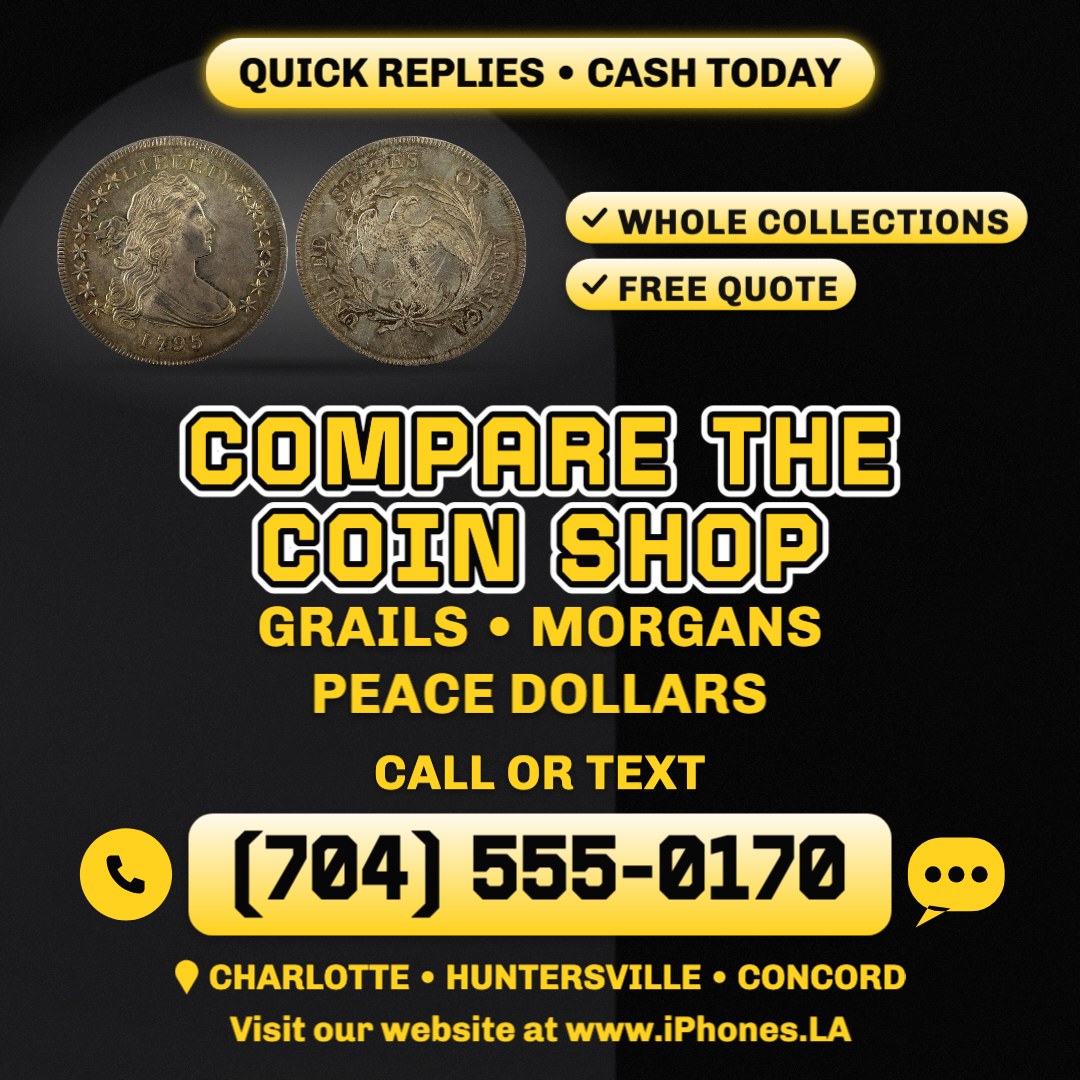 QUICK REPLIES • CASH TODAY
LIBERTY
1795
UNITED STATES OF AMERICA
✓ WHOLE COLLECTIONS
✓ FREE QUOTE
COMPARE THE
COIN SHOP
GRAILS • MORGANS
PEACE DOLLARS
CALL OR TEXT
(704) 555-0170
CHARLOTTE • HUNTERSVILLE • CONCORD
Visit our website at www.iPhones.LA